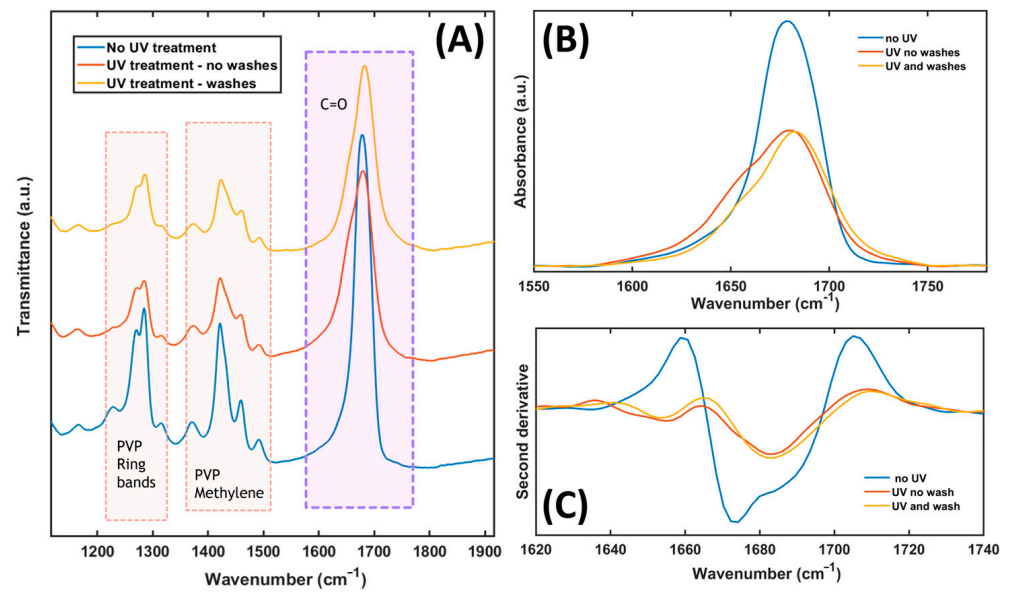 (A)
No UV treatment
UV treatment - no washes
UV treatment - washes
C=O
PVP
Ring
bands
PVP
Methylene
Transmittance (a.u.)
1200 1300 1400 1500 1600 1700 1800 1900
Wavenumber (cm⁻¹)
(B)
no UV
UV no washes
UV and washes
Absorbance (a.u.)
1550 1600 1650 1700 1750
Wavenumber (cm⁻¹)
Second derivative
no UV
UV no wash
UV and wash
(C)
1620 1640 1660 1680 1700 1720 1740
Wavenumber (cm⁻¹)